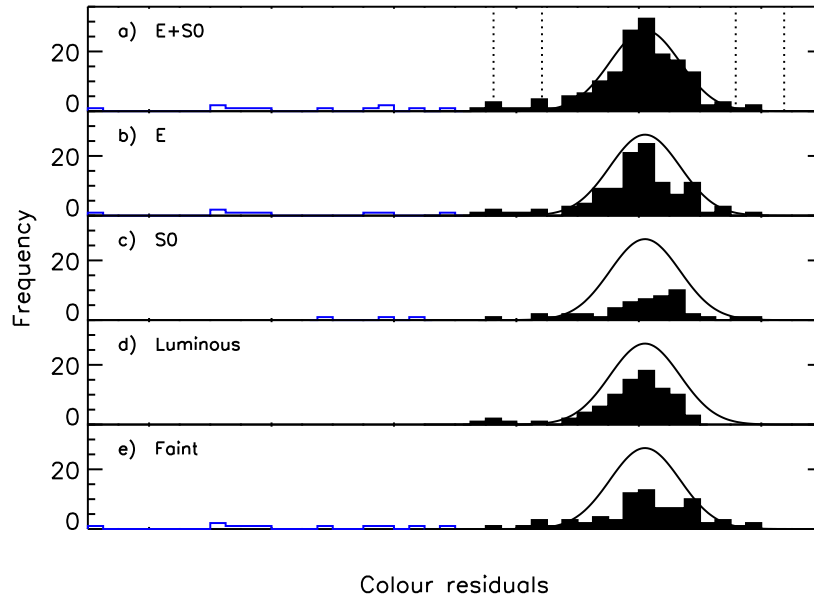 a) E+S0
20
0
b) E
20
0
c) S0
20
0
d) Luminous
20
0
e) Faint
20
0
Frequency
Colour residuals